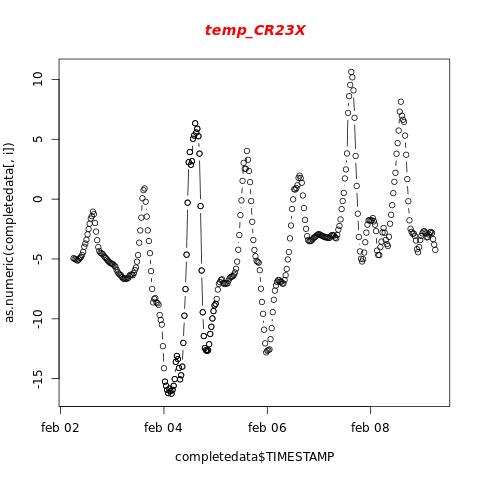 temp_CR23X
as.numeric(completedata[, i])
10
5
0
-5
-10
-15
feb 02
feb 04
feb 06
feb 08
completedata$TIMESTAMP